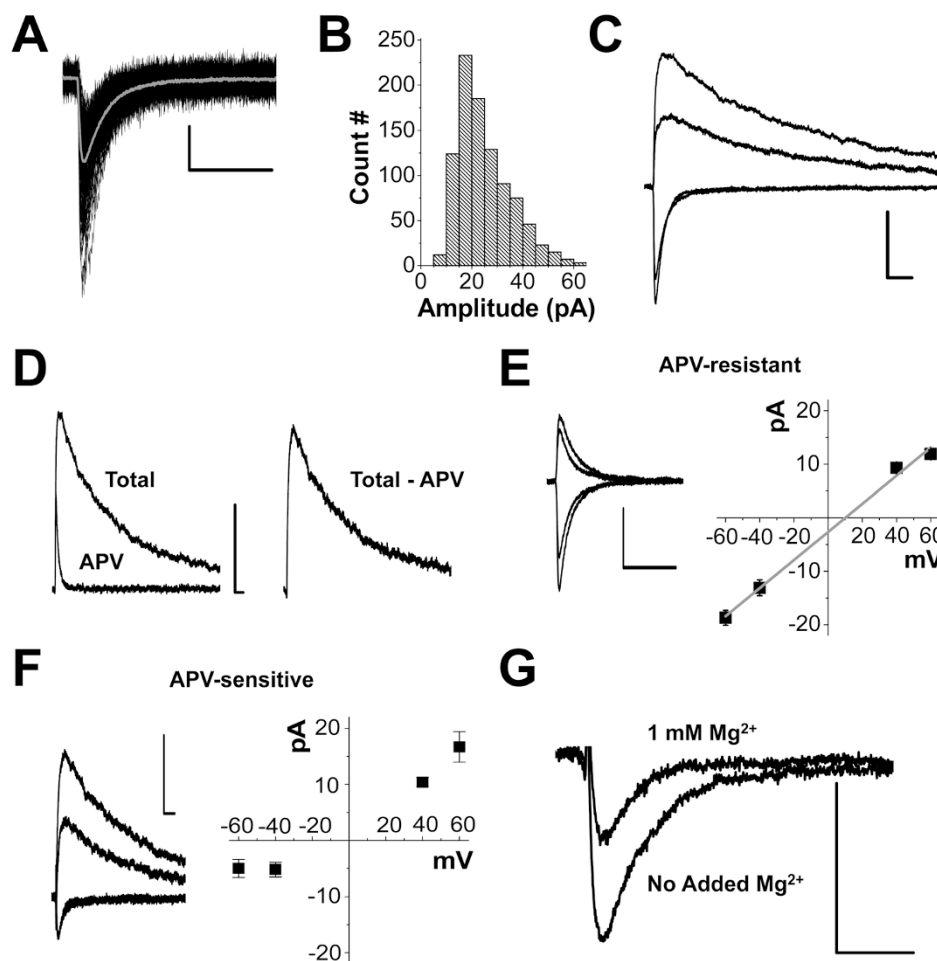 A
B
250
200
150
100
50
0
Count #
0
20
40
60
Amplitude (pA)
C
D
Total
APV
Total - APV
E
APV-resistant
pA
20
10
-60 -40 -20
20 40 60
mV
-10
-20
F
APV-sensitive
pA
20
10
-60 -40 -20
20 40 60
mV
-10
-20
G
1 mM Mg²⁺
No Added Mg²⁺